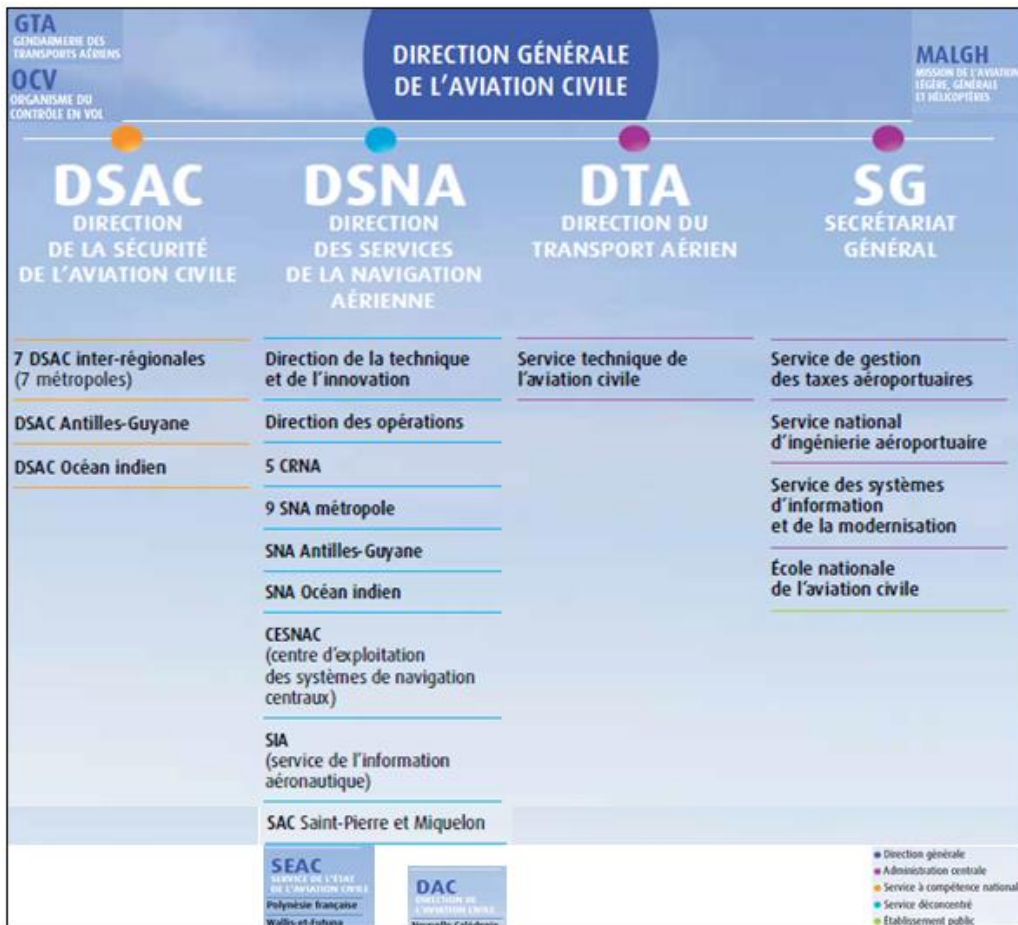 GTA
GENDARMERIE DES
TRANSPORTS AÉRIENS
OCV
ORGANISME DU
CONTRÔLE EN VOL
DIRECTION GÉNÉRALE
DE L'AVIATION CIVILE
MALGH
MISSION DE L'AVIATION
LÉGÈRE, GÉNÉRALE
ET HÉLICOPTÈRES
DSAC
DIRECTION
DE LA SÉCURITÉ
DE L'AVIATION CIVILE
7 DSAC inter-régionales
(7 métropoles)
DSAC Antilles-Guyane
DSAC Océan indien
DSNA
DIRECTION
DES SERVICES
DE LA NAVIGATION
AÉRIENNE
Direction de la technique
et de l'innovation
Direction des opérations
5 CRNA
9 SNA métropole
SNA Antilles-Guyane
SNA Océan indien
CESNAC
(centre d'exploitation
des systèmes de navigation
centraux)
SIA
(service de l'information
aéronautique)
SAC Saint-Pierre et Miquelon
DTA
DIRECTION DU
TRANSPORT AÉRIEN
Service technique de
l'aviation civile
SG
SECRÉTARIAT
GÉNÉRAL
Service de gestion
des taxes aéroportuaires
Service national
d'ingénierie aéroportuaire
Service des systèmes
d'information
et de la modernisation
École nationale
de l'aviation civile
SEAC
SERVICE DE L'ÉTAT
DE L'AVIATION CIVILE
Polynésie française
Wallis-et-Futuna
DAC
DIRECTION DE
L'AVIATION CIVILE
Nouvelle-Calédonie
Direction générale
Administration centrale
Service à compétence national
Service déconcentré
Établissement public